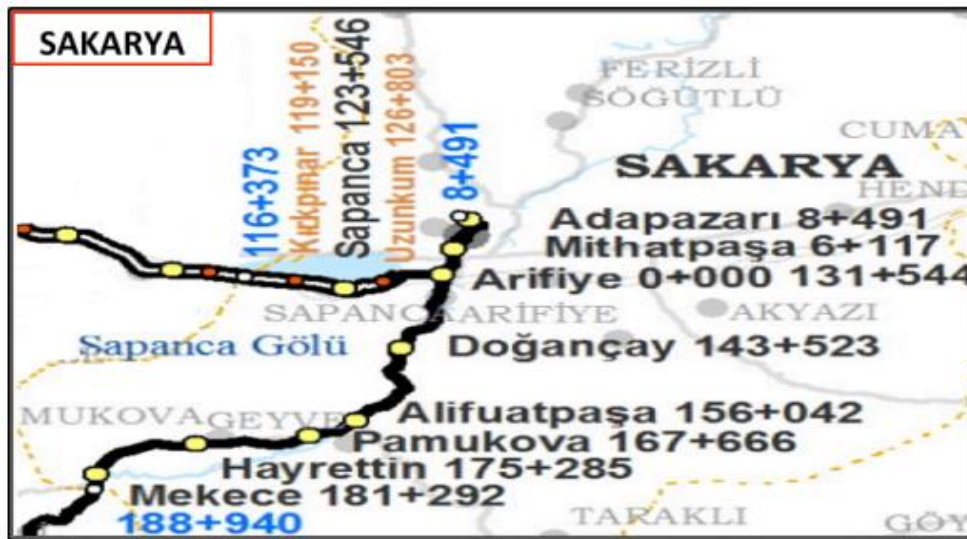 SAKARYA
116+373
Kırkpınar 119+150
Sapanca 123+546
Uzunkum 126+803
8+491
FERİZLİ
SÖĞÜTLÜ
CUMA
SAKARYA
HEND
Adapazarı 8+491
Mithatpaşa 6+117
Arifiye 0+000 131+544
SAPANCA ARİFİYE
AKYAZI
Sapanca Gölü
Doğançay 143+523
MUKOVA
GEYVE
Alifuatpaşa 156+042
Pamukova 167+666
Hayrettin 175+285
Mekece 181+292
188+940
TARAKLI
GÖY